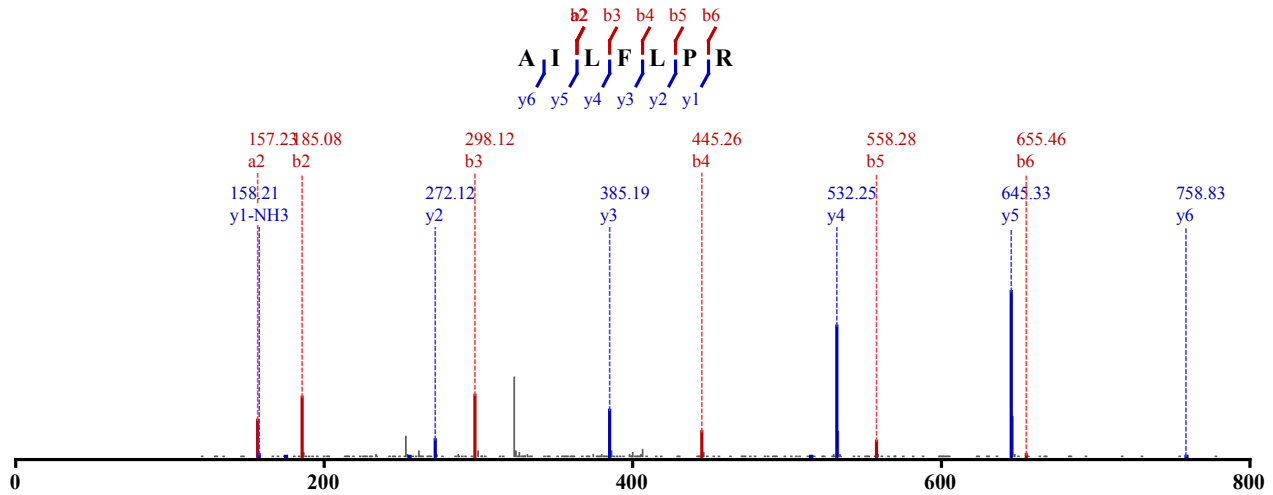 b2 a2 b3 b4 b5 b6
A I L F L P R
y6 y5 y4 y3 y2 y1
157.23 185.08 298.12 445.26 558.28 655.46
a2 b2 b3 b4 b5 b6
158.21 272.12 385.19 532.25 645.33 758.83
y1-NH3 y2 y3 y4 y5 y6
0 200 400 600 800